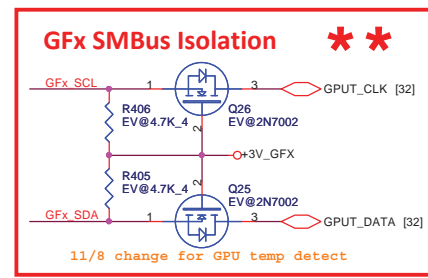 GFx SMBus Isolation * *
GFx_SCL 1 3 GPUT_CLK [32]
R406 Q26
EV@4.7K_4 EV@2N7002
2
+3V_GFX
R405 Q25
EV@4.7K_4 2 EV@2N7002
GFx_SDA 1 3 GPUT_DATA [32]
11/8 change for GPU temp detect